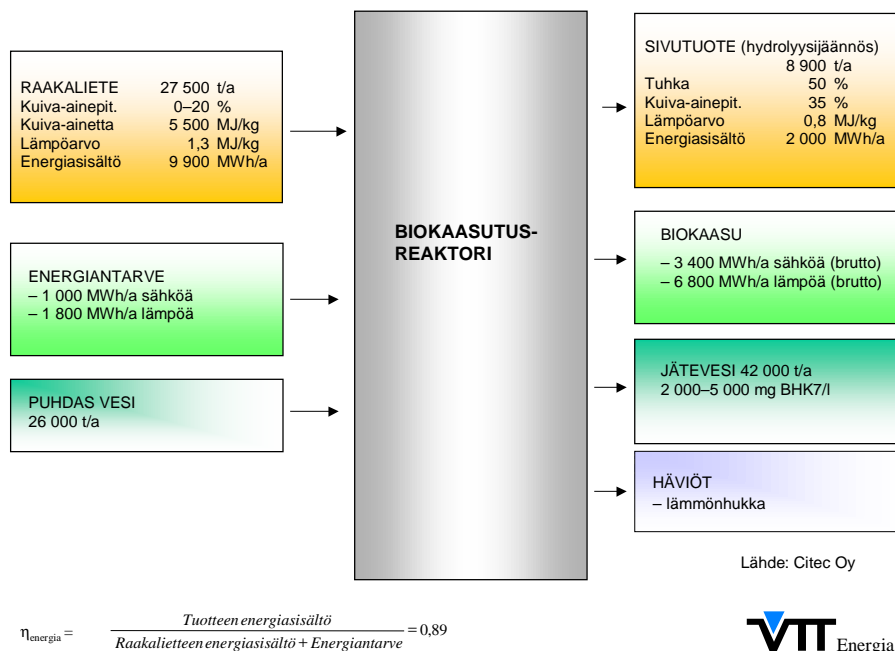 RAAKALIETE 27 500 t/a
Kuiva-ainepit. 0–20 %
Kuiva-ainetta 5 500 MJ/kg
Lämpöarvo 1,3 MJ/kg
Energiasisältö 9 900 MWh/a
ENERGIANTARVE
– 1 000 MWh/a sähköä
– 1 800 MWh/a lämpöä
PUHDAS VESI
26 000 t/a
BIOKAASUTUS-
REAKTORI
SIVUTUOTE (hydrolyysijäännös)
8 900 t/a
Tuhka 50 %
Kuiva-ainepit. 35 %
Lämpöarvo 0,8 MJ/kg
Energiasisältö 2 000 MWh/a
BIOKAASU
– 3 400 MWh/a sähköä (brutto)
– 6 800 MWh/a lämpöä (brutto)
JÄTEVESI 42 000 t/a
2 000–5 000 mg BHK7/l
HÄVIÖT
– lämmönhukka
Lähde: Citec Oy
Tuotteen energiasisältö
ηenergia = = 0,89
Raakalietteen energiasisältö + Energiantarve
VTT Energia